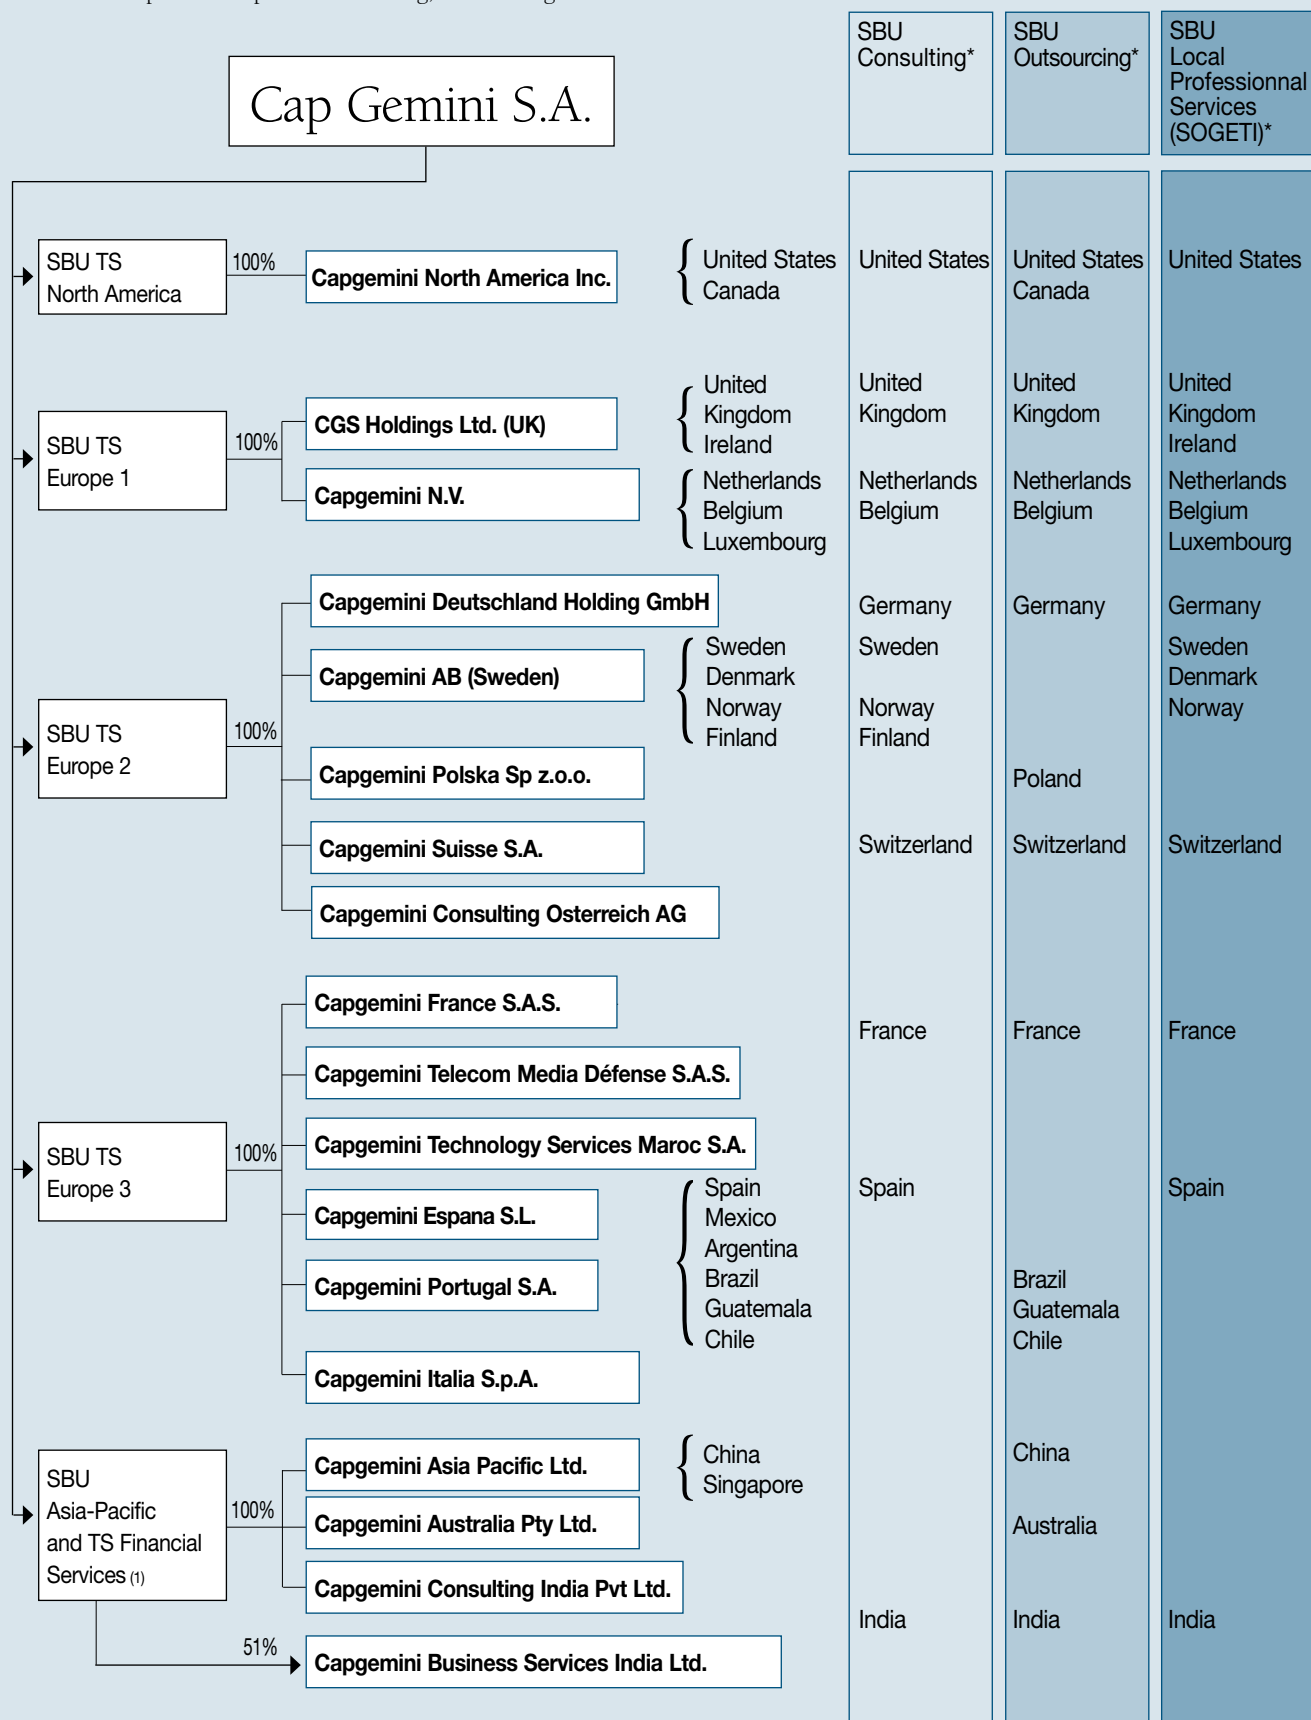 SBU
Consulting*
SBU
Outsourcing*
SBU
Local
Professionnal
Services
(SOGETI)*
Cap Gemini S.A.
SBU TS
North America
100%
Capgemini North America Inc.
United States
Canada
United States
United States
Canada
United States
SBU TS
Europe 1
100%
CGS Holdings Ltd. (UK)
United
Kingdom
Ireland
United
Kingdom
United
Kingdom
United
Kingdom
Ireland
Capgemini N.V.
Netherlands
Belgium
Luxembourg
Netherlands
Belgium
Netherlands
Belgium
Netherlands
Belgium
Luxembourg
SBU TS
Europe 2
100%
Capgemini Deutschland Holding GmbH
Germany
Germany
Germany
Capgemini AB (Sweden)
Sweden
Denmark
Norway
Finland
Sweden
Norway
Finland
Sweden
Denmark
Norway
Capgemini Polska Sp z.o.o.
Poland
Capgemini Suisse S.A.
Switzerland
Switzerland
Switzerland
Capgemini Consulting Osterreich AG
SBU TS
Europe 3
100%
Capgemini France S.A.S.
France
France
France
Capgemini Telecom Media Défense S.A.S.
Capgemini Technology Services Maroc S.A.
Capgemini Espana S.L.
Capgemini Portugal S.A.
Spain
Mexico
Argentina
Brazil
Guatemala
Chile
Spain
Brazil
Guatemala
Chile
Spain
Capgemini Italia S.p.A.
SBU
Asia-Pacific
and TS Financial
Services (1)
100%
Capgemini Asia Pacific Ltd.
China
Singapore
China
Capgemini Australia Pty Ltd.
Australia
Capgemini Consulting India Pvt Ltd.
India
India
India
51%
Capgemini Business Services India Ltd.